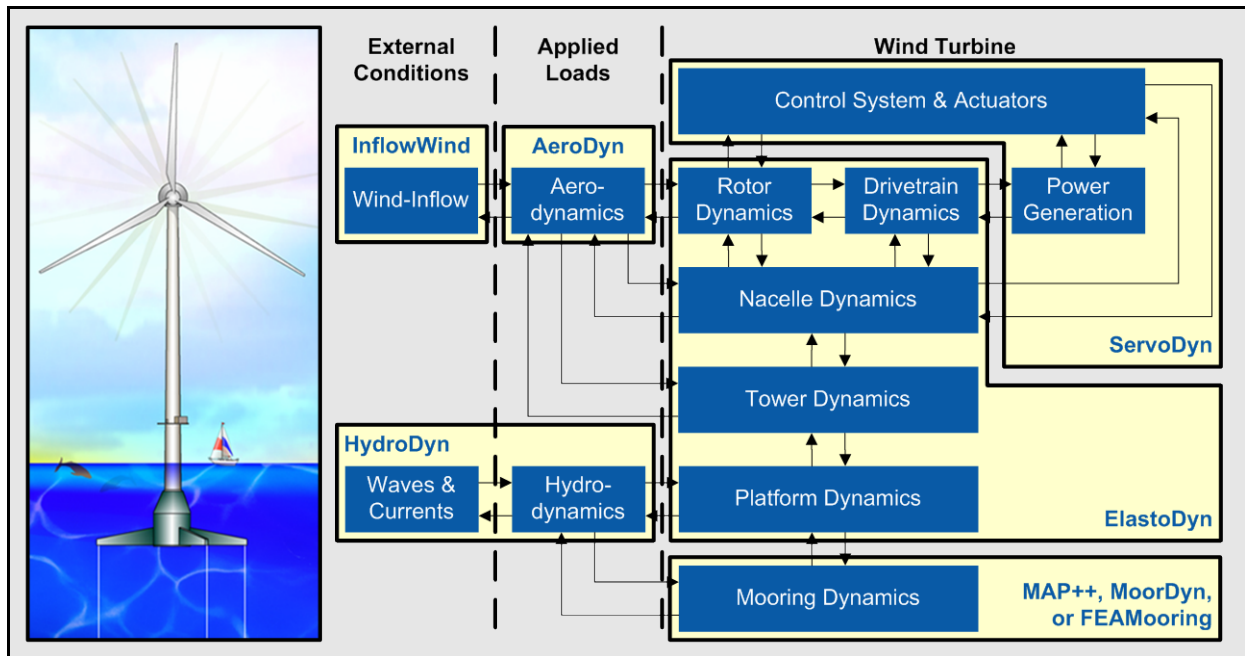 External
Conditions
Applied
Loads
Wind Turbine
Control System & Actuators
InflowWind
AeroDyn
Wind-Inflow
Aero-
dynamics
Rotor
Dynamics
Drivetrain
Dynamics
Power
Generation
Nacelle Dynamics
ServoDyn
Tower Dynamics
HydroDyn
Waves &
Currents
Hydro-
dynamics
Platform Dynamics
ElastoDyn
Mooring Dynamics
MAP++, MoorDyn,
or FEAMooring